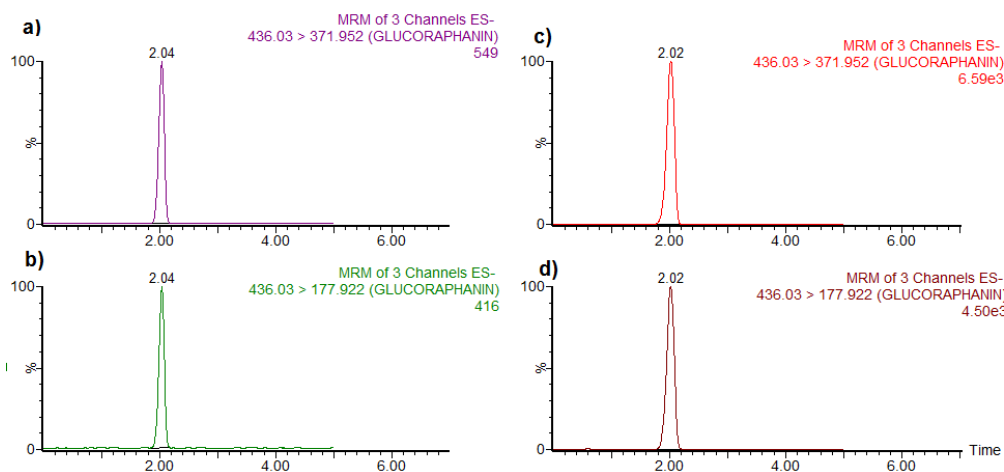 a)
MRM of 3 Channels ES-
436.03 > 371.952 (GLUCORAPHANIN)
549
2.04
100
%
0
2.00
4.00
6.00
b)
MRM of 3 Channels ES-
436.03 > 177.922 (GLUCORAPHANIN)
416
2.04
100
%
0
2.00
4.00
6.00
c)
MRM of 3 Channels ES-
436.03 > 371.952 (GLUCORAPHANIN)
6.59e3
2.02
100
%
0
2.00
4.00
6.00
d)
MRM of 3 Channels ES-
436.03 > 177.922 (GLUCORAPHANIN)
4.50e3
2.02
100
%
0
2.00
4.00
6.00
Time